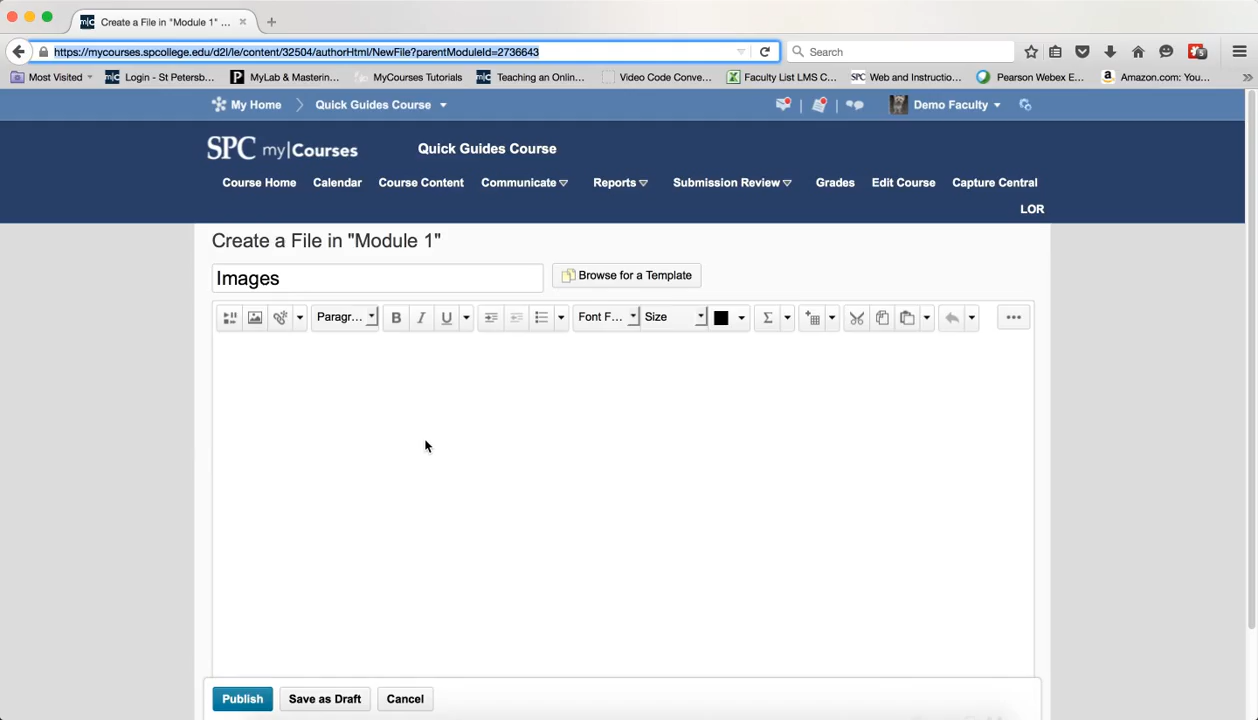 Create a File in "Module 1" ...
https://mycourses.spcollege.edu/d2l/le/content/32504/authorHtml/NewFile?parentModuleId=2736643
Search
5
Most Visited
m|c Login - St Petersb...
P MyLab & Mastering...
MyCourses Tutorials
m|c Teaching an Onlin...
Video Code Conve...
Faculty List LMS C...
SPC Web and Instructio...
Pearson Webex E...
a Amazon.com: You...
My Home
Quick Guides Course
Demo Faculty
SPC my|Courses
Quick Guides Course
Course Home Calendar Course Content Communicate Reports Submission Review Grades Edit Course Capture Central
LOR
Create a File in "Module 1"
Images
Browse for a Template
Paragr... B I U Font F... Size Σ
Publish Save as Draft Cancel